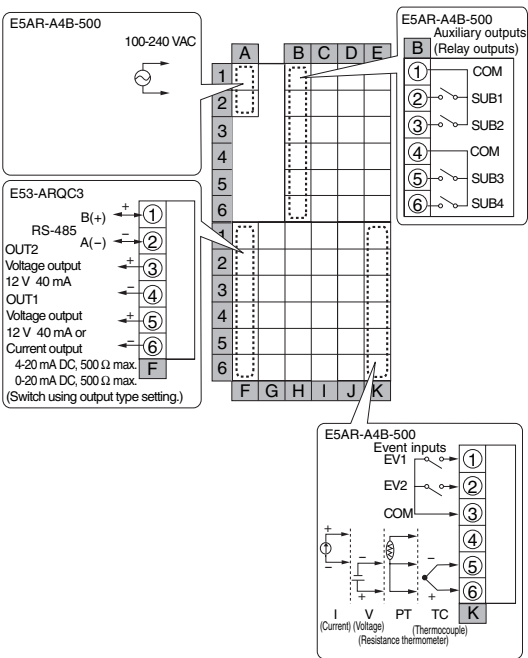 E5AR-A4B-500
100-240 VAC
A B C D E
1
2
3
4
5
6
1
2
3
4
5
6
F G H I J K
E5AR-A4B-500
Auxiliary outputs
(Relay outputs)
B
1 COM
2 SUB1
3 SUB2
4 COM
5 SUB3
6 SUB4
E53-ARQC3
RS-485
B(+) + 1
A(−) − 2
OUT2
Voltage output
12 V 40 mA
+ 3
− 4
OUT1
Voltage output
12 V 40 mA or
Current output
4-20 mA DC, 500 Ω max.
0-20 mA DC, 500 Ω max.
(Switch using output type setting.)
+ 5
− 6
F
E5AR-A4B-500
Event inputs
EV1 1
EV2 2
COM 3
4
5
6
K
+ −
− +
− +
I V PT TC
(Current) (Voltage) (Resistance thermometer) (Thermocouple)